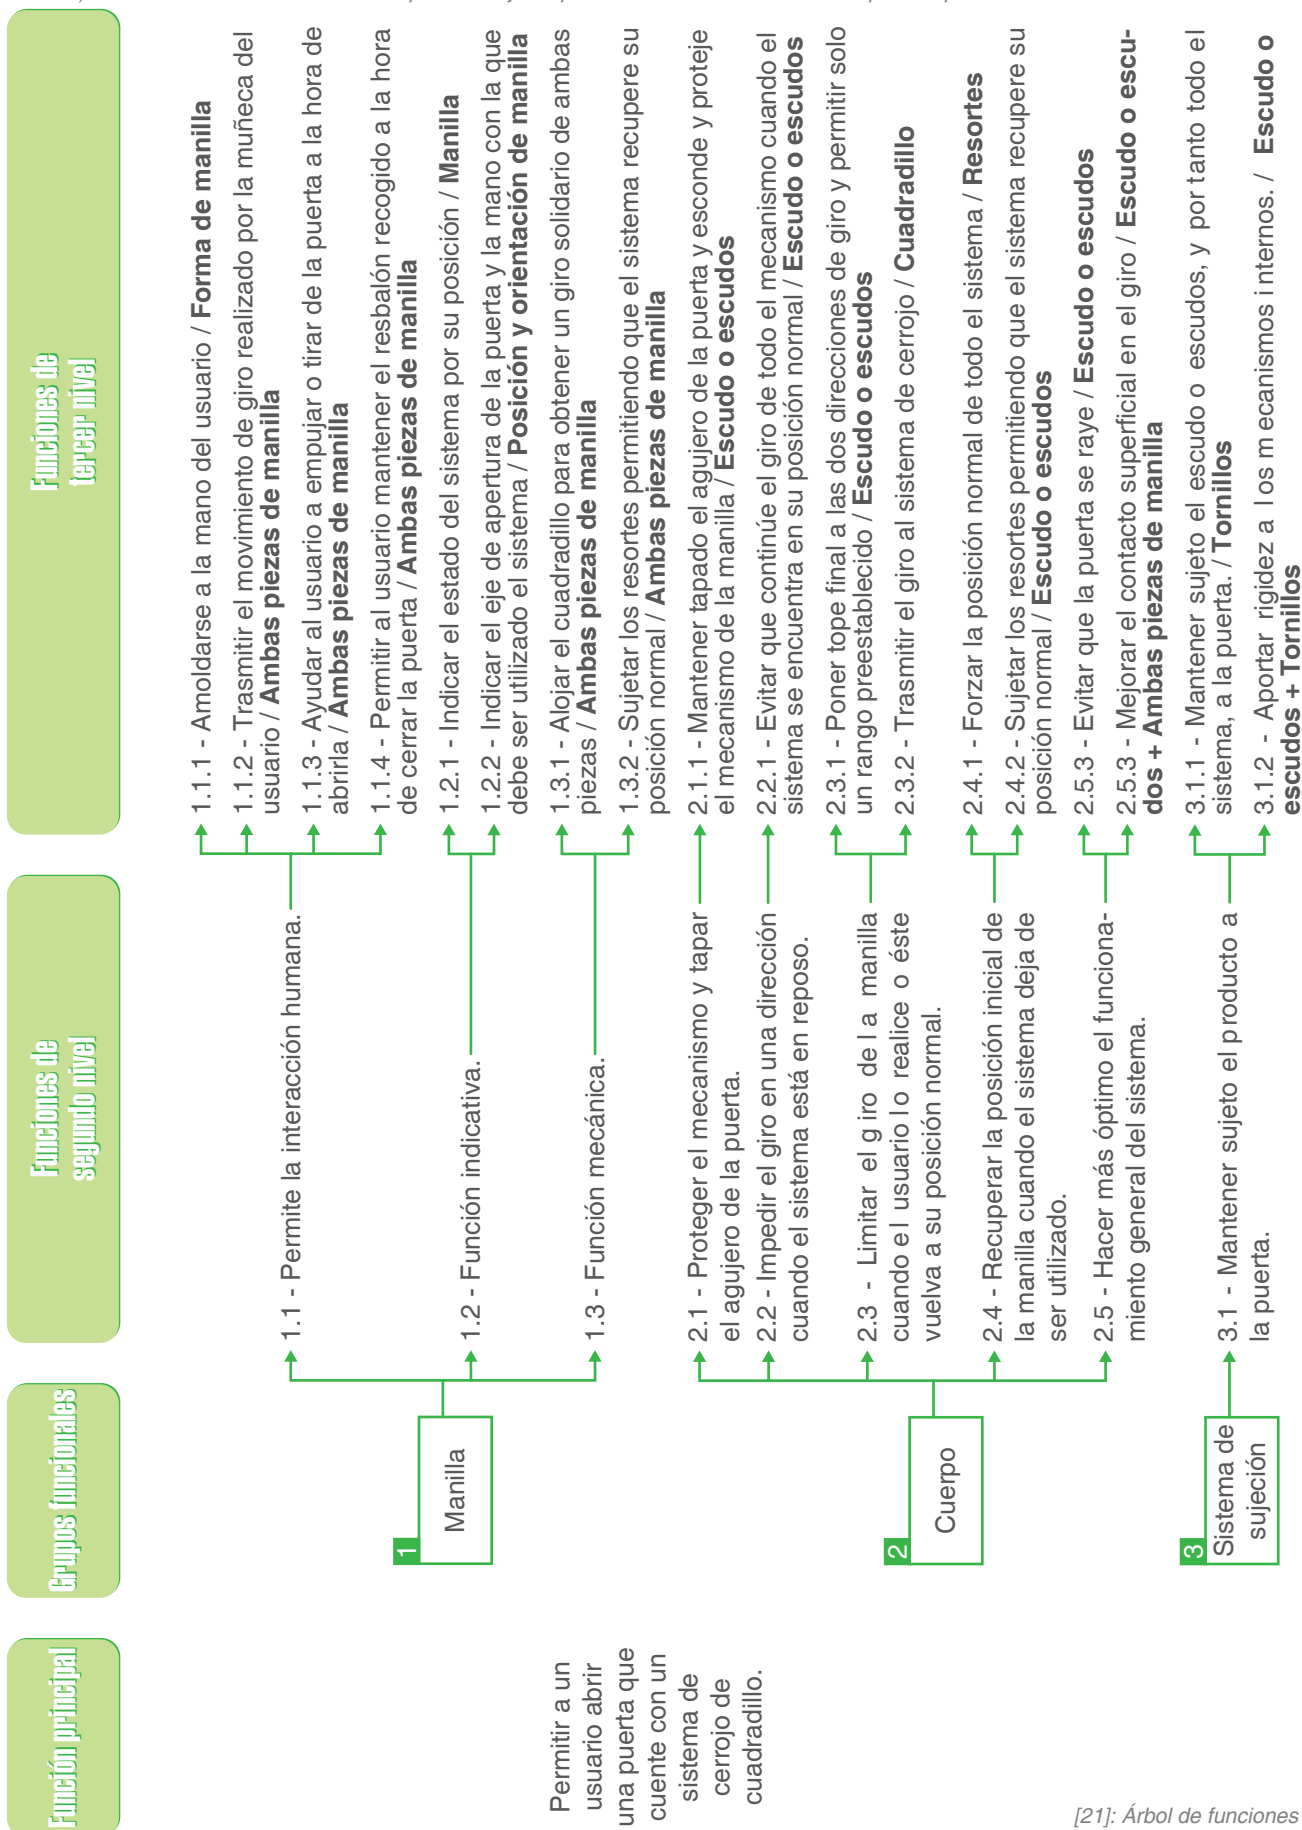 Función principal
Grupos funcionales
Funciones de
segundo nivel
Funciones de
tercer nivel
Permitir a un
usuario abrir
una puerta que
cuente con un
sistema de
cerrojo de
cuadradillo.
1
Manilla
1.1 - Permite la interacción humana.
1.1.1 - Amoldarse a la mano del usuario / Forma de manilla
1.1.2 - Trasmitir el movimiento de giro realizado por la muñeca del
usuario / Ambas piezas de manilla
1.1.3 - Ayudar al usuario a empujar o tirar de la puerta a la hora de
abrirla / Ambas piezas de manilla
1.1.4 - Permitir al usuario mantener el resbalón recogido a la hora
de cerrar la puerta / Ambas piezas de manilla
1.2 - Función indicativa.
1.2.1 - Indicar el estado del sistema por su posición / Manilla
1.2.2 - Indicar el eje de apertura de la puerta y la mano con la que
debe ser utilizado el sistema / Posición y orientación de manilla
1.3 - Función mecánica.
1.3.1 - Alojar el cuadradillo para obtener un giro solidario de ambas
piezas / Ambas piezas de manilla
1.3.2 - Sujetar los resortes permitiendo que el sistema recupere su
posición normal / Ambas piezas de manilla
2
Cuerpo
2.1 - Proteger el mecanismo y tapar
el agujero de la puerta.
2.1.1 - Mantener tapado el agujero de la puerta y esconde y proteje
el mecanismo de la manilla / Escudo o escudos
2.2 - Impedir el giro en una dirección
cuando el sistema está en reposo.
2.2.1 - Evitar que continúe el giro de todo el mecanismo cuando el
sistema se encuentra en su posición normal / Escudo o escudos
2.3 - Limitar el g iro de l a manilla
cuando e l usuario l o realice o éste
vuelva a su posición normal.
2.3.1 - Poner tope final a las dos direcciones de giro y permitir solo
un rango preestablecido / Escudo o escudos
2.3.2 - Trasmitir el giro al sistema de cerrojo / Cuadradillo
2.4 - Recuperar la posición inicial de
la manilla cuando el sistema deja de
ser utilizado.
2.4.1 - Forzar la posición normal de todo el sistema / Resortes
2.4.2 - Sujetar los resortes permitiendo que el sistema recupere su
posición normal / Escudo o escudos
2.5 - Hacer más óptimo el funciona-
miento general del sistema.
2.5.3 - Evitar que la puerta se raye / Escudo o escudos
2.5.3 - Mejorar el contacto superficial en el giro / Escudo o escu-
dos + Ambas piezas de manilla
3
Sistema de
sujeción
3.1 - Mantener sujeto el producto a
la puerta.
3.1.1 - Mantener sujeto el escudo o escudos, y por tanto todo el
sistema, a la puerta. / Tornillos
3.1.2 - Aportar rigidez a l os m ecanismos i nternos. / Escudo o
escudos + Tornillos
[21]: Árbol de funciones